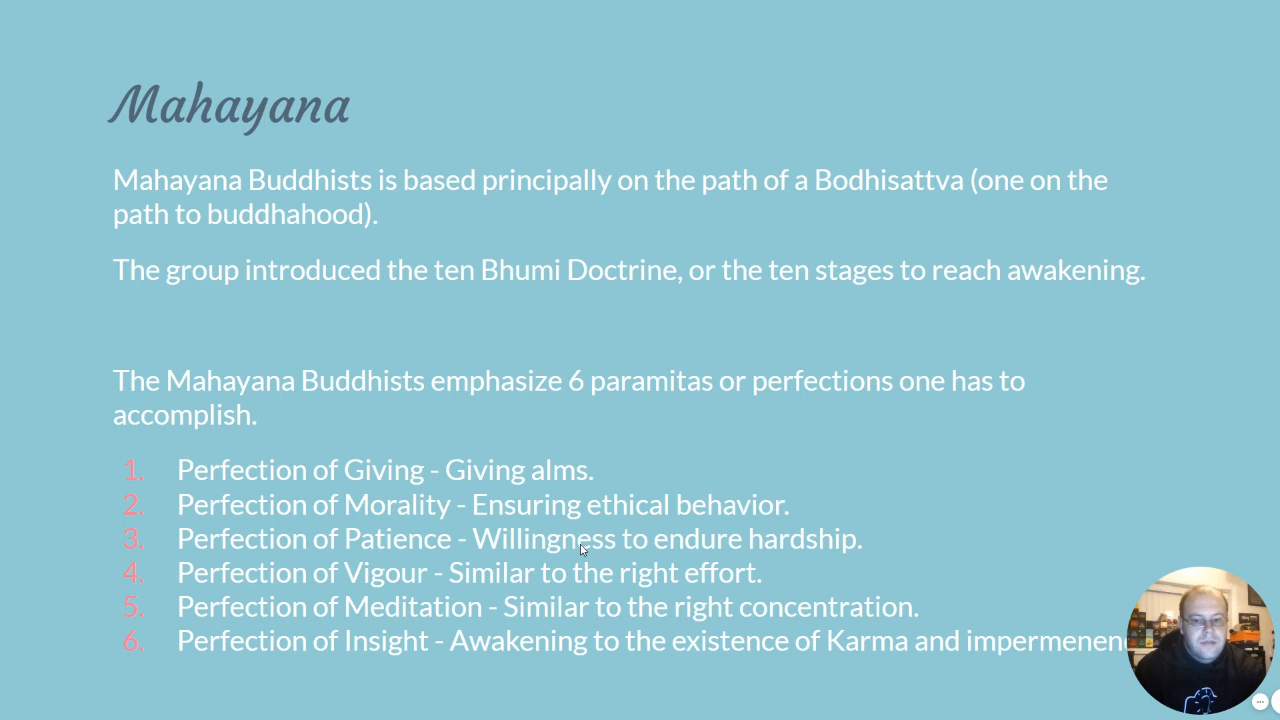 Mahayana
Mahayana Buddhists is based principally on the path of a Bodhisattva (one on the
path to buddhahood).
The group introduced the ten Bhumi Doctrine, or the ten stages to reach awakening.
The Mahayana Buddhists emphasize 6 paramitas or perfections one has to
accomplish.
1. Perfection of Giving - Giving alms.
2. Perfection of Morality - Ensuring ethical behavior.
3. Perfection of Patience - Willingness to endure hardship.
4. Perfection of Vigour - Similar to the right effort.
5. Perfection of Meditation - Similar to the right concentration.
6. Perfection of Insight - Awakening to the existence of Karma and